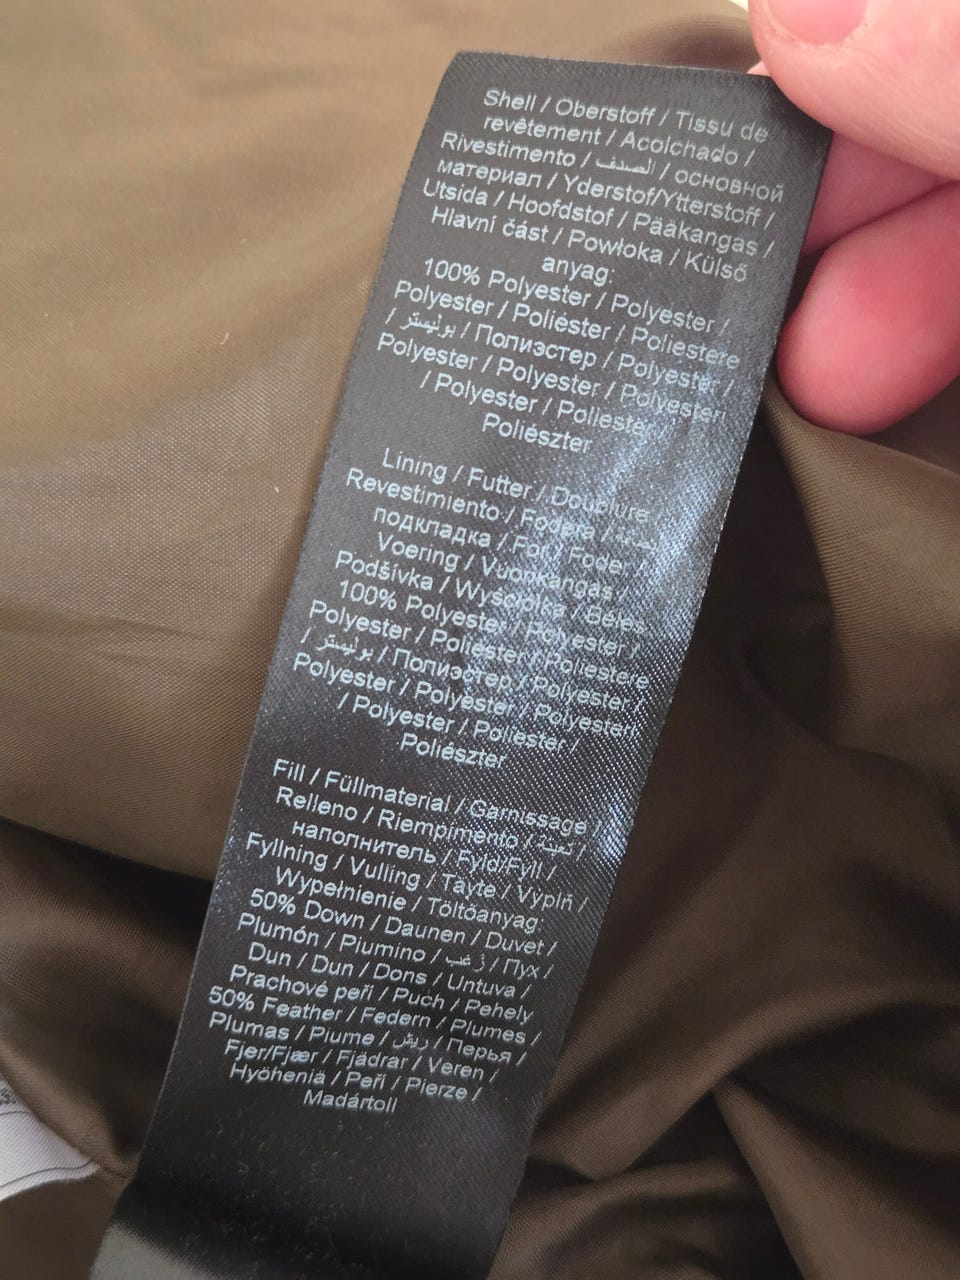 Shell / Oberstoff / Tissu de
revêtement / Acolchado /
Rivestimento / الصدف / основной
материал / Yderstof/Ytterstoff /
Utsida / Hoofdstof / Pääkangas /
Hlavní část / Powłoka / Külső
anyag:
100% Polyester / Polyester /
Polyester / Poliéster / Poliestere
/ بوليستر / Полиэстер / Polyester /
Polyester / Polyester / Polyesteri
/ Polyester / Poliester /
Poliészter
Lining / Futter / Doublure
Revestimiento / Fodera /
подкладка / For / Foder /
Voering / Vuorikangas /
Podšívka / Wyściółka / Bélés
100% Polyester / Polyester /
Polyester / Poliéster / Poliestere
/ بوليستر / Полиэстер / Polyester /
Polyester / Polyester / Polyesteri
/ Polyester / Poliester /
Poliészter
Fill / Füllmaterial / Garnissage /
Relleno / Riempimento / تعبئة /
наполнитель / Fyld/Fyll /
Fyllning / Vulling / Täyte / Výplň /
Wypełnienie / Töltőanyag:
50% Down / Daunen / Duvet /
Plumón / Piumino / زغب / Пух /
Dun / Dun / Dons / Untuva /
Prachové peří / Puch / Pehely
50% Feather / Federn / Plumes /
Plumas / Piume / ريش / Перья /
Fjer/Fjær / Fjädrar / Veren /
Hyöheniä / Peří / Pierze /
Madártoll